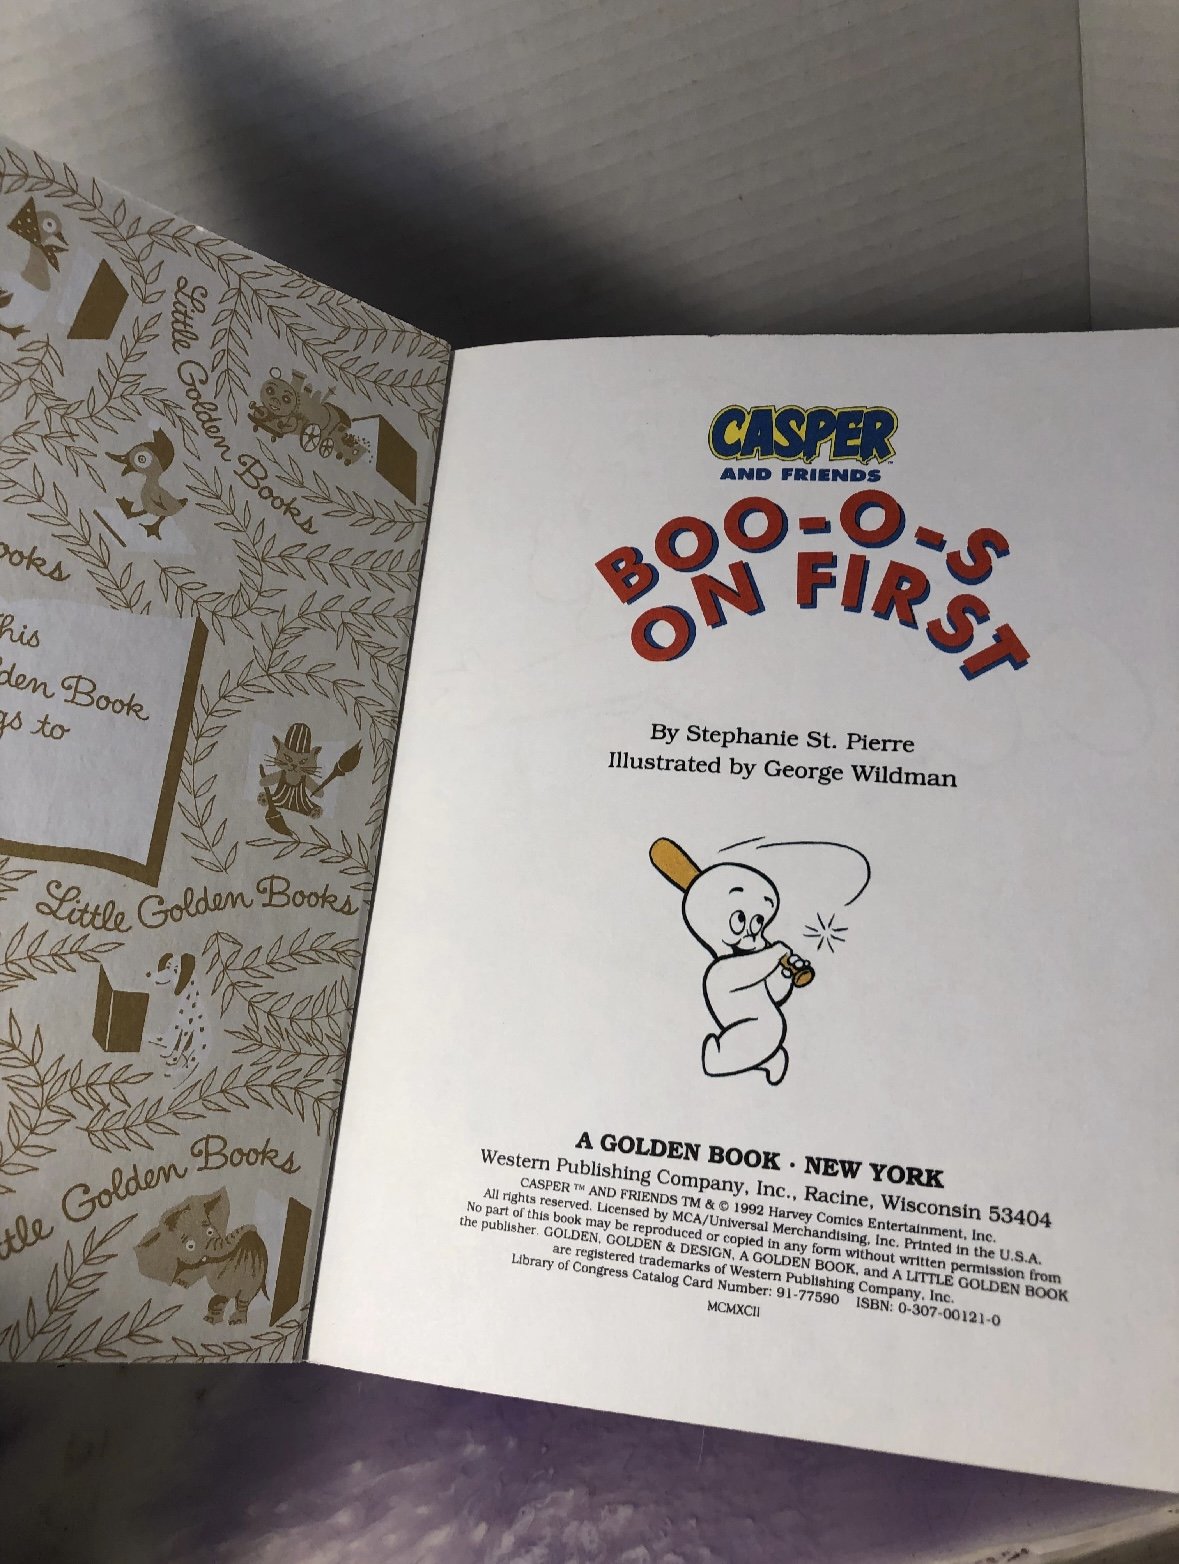 Little Golden Books
ooks
his
den Book
gs to
Little Golden Books
ttle Golden Books
CASPER™
AND FRIENDS
BOO-O-S
ON FIRST
By Stephanie St. Pierre
Illustrated by George Wildman
A GOLDEN BOOK • NEW YORK
Western Publishing Company, Inc., Racine, Wisconsin 53404
CASPER™ AND FRIENDS TM & © 1992 Harvey Comics Entertainment, Inc.
All rights reserved. Licensed by MCA/Universal Merchandising, Inc. Printed in the U.S.A.
No part of this book may be reproduced or copied in any form without written permission from
the publisher. GOLDEN, GOLDEN & DESIGN, A GOLDEN BOOK, and A LITTLE GOLDEN BOOK
are registered trademarks of Western Publishing Company, Inc.
Library of Congress Catalog Card Number: 91-77590 ISBN: 0-307-00121-0
MCMXCII